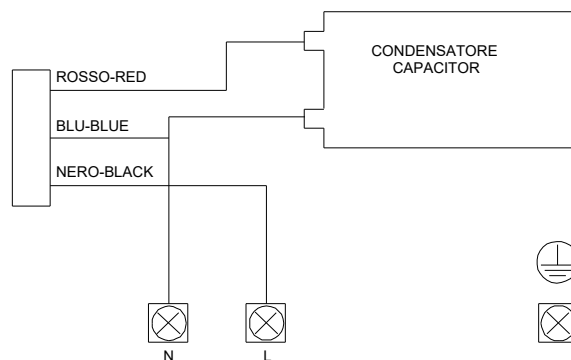 CONDENSATORE
CAPACITOR
ROSSO-RED
BLU-BLUE
NERO-BLACK
N
L